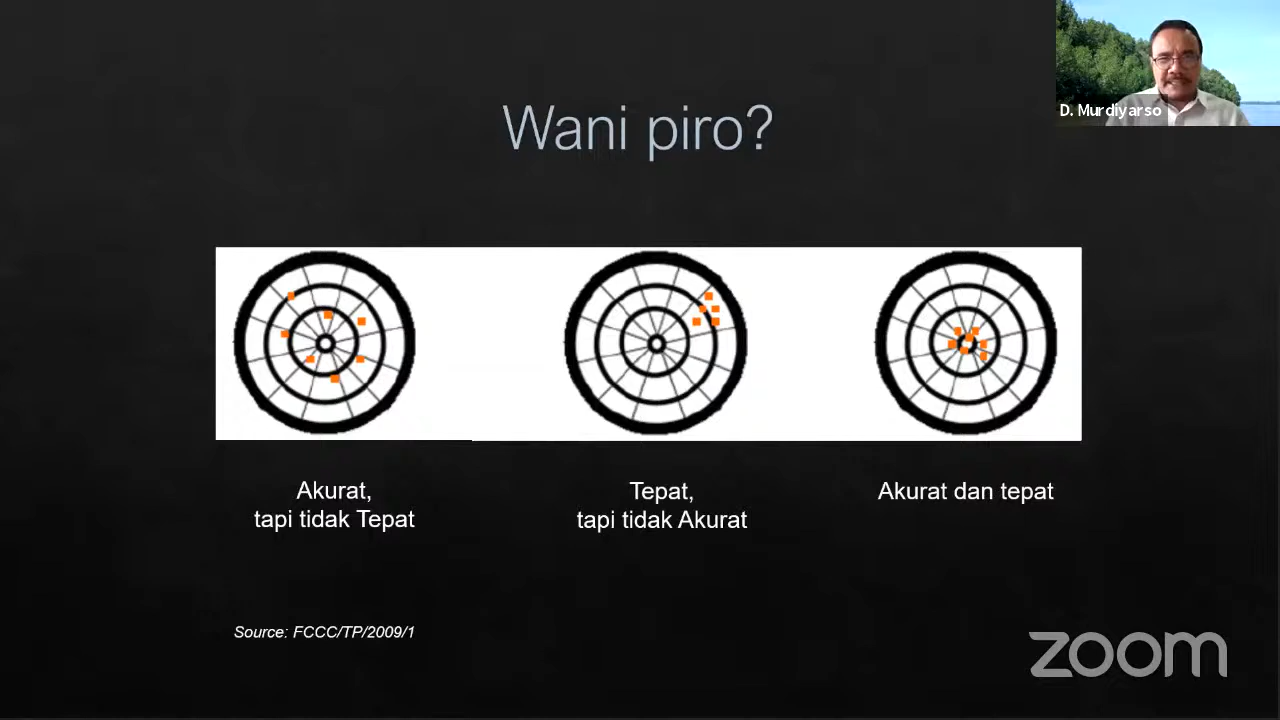 D. Murdiyarso
Wani piro?
Akurat,
tapi tidak Tepat
Tepat,
tapi tidak Akurat
Akurat dan tepat
Source: FCCC/TP/2009/1
zoom